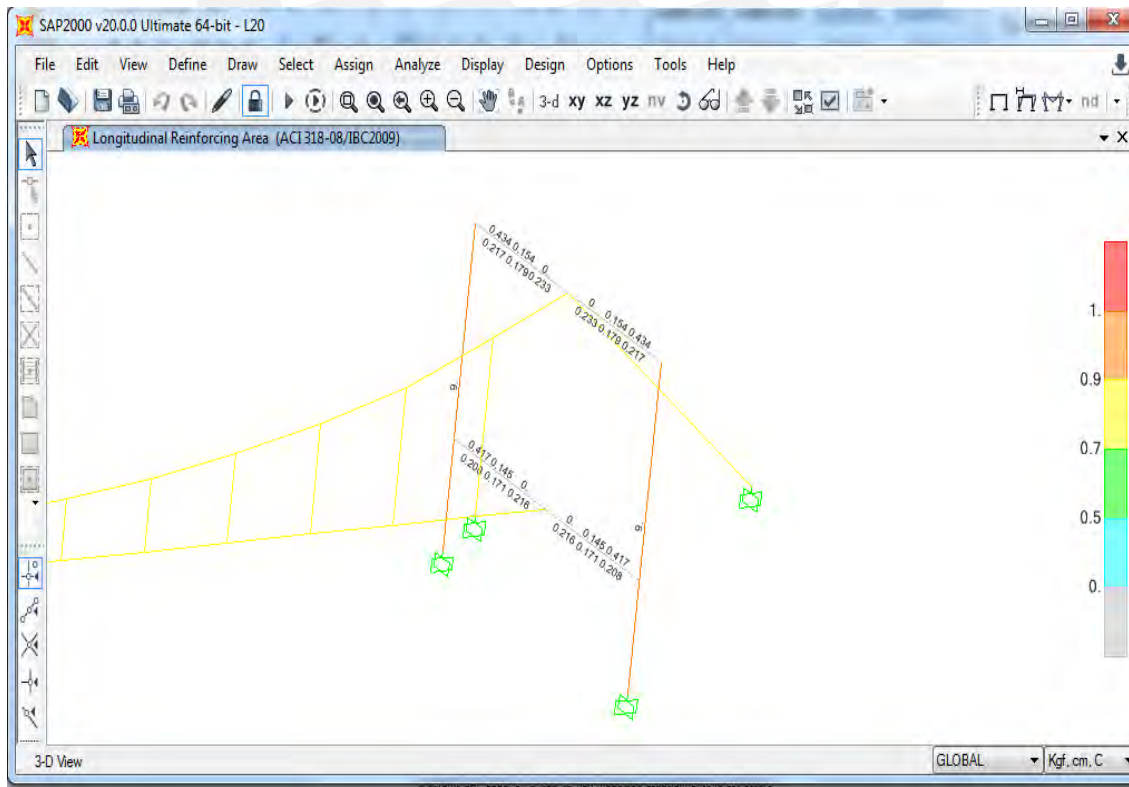 SAP2000 v20.0.0 Ultimate 64-bit - L20
File Edit View Define Draw Select Assign Analyze Display Design Options Tools Help
3-d xy xz yz nv nd
Longitudinal Reinforcing Area (ACI 318-08/IBC2009)
0.434 0.154 0.
0.217 0.179 0.233
0. 0.154 0.434
0.233 0.179 0.217
9.
0.417 0.145 0.
0.208 0.171 0.216
0. 0.145 0.417
0.216 0.171 0.208
9.
1.
0.9
0.7
0.5
0.
3-D View
GLOBAL
Kgf, cm, C